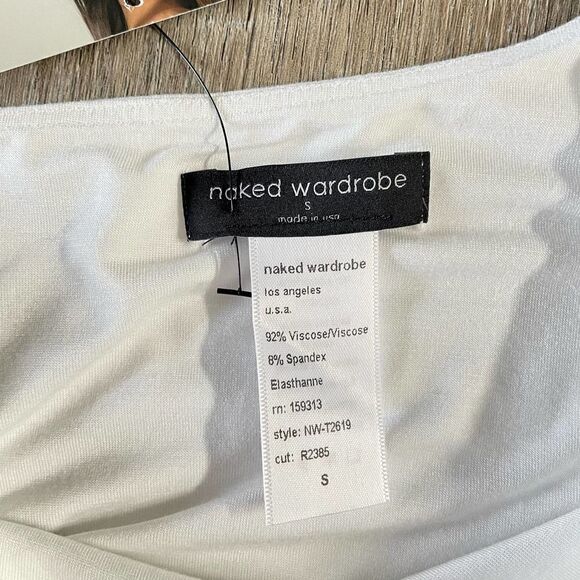 naked wardrobe
S
made in usa
naked wardrobe
los angeles
u.s.a.
92% Viscose/Viscose
8% Spandex
Elasthanne
rn: 159313
style: NW-T2619
cut: R2385
S